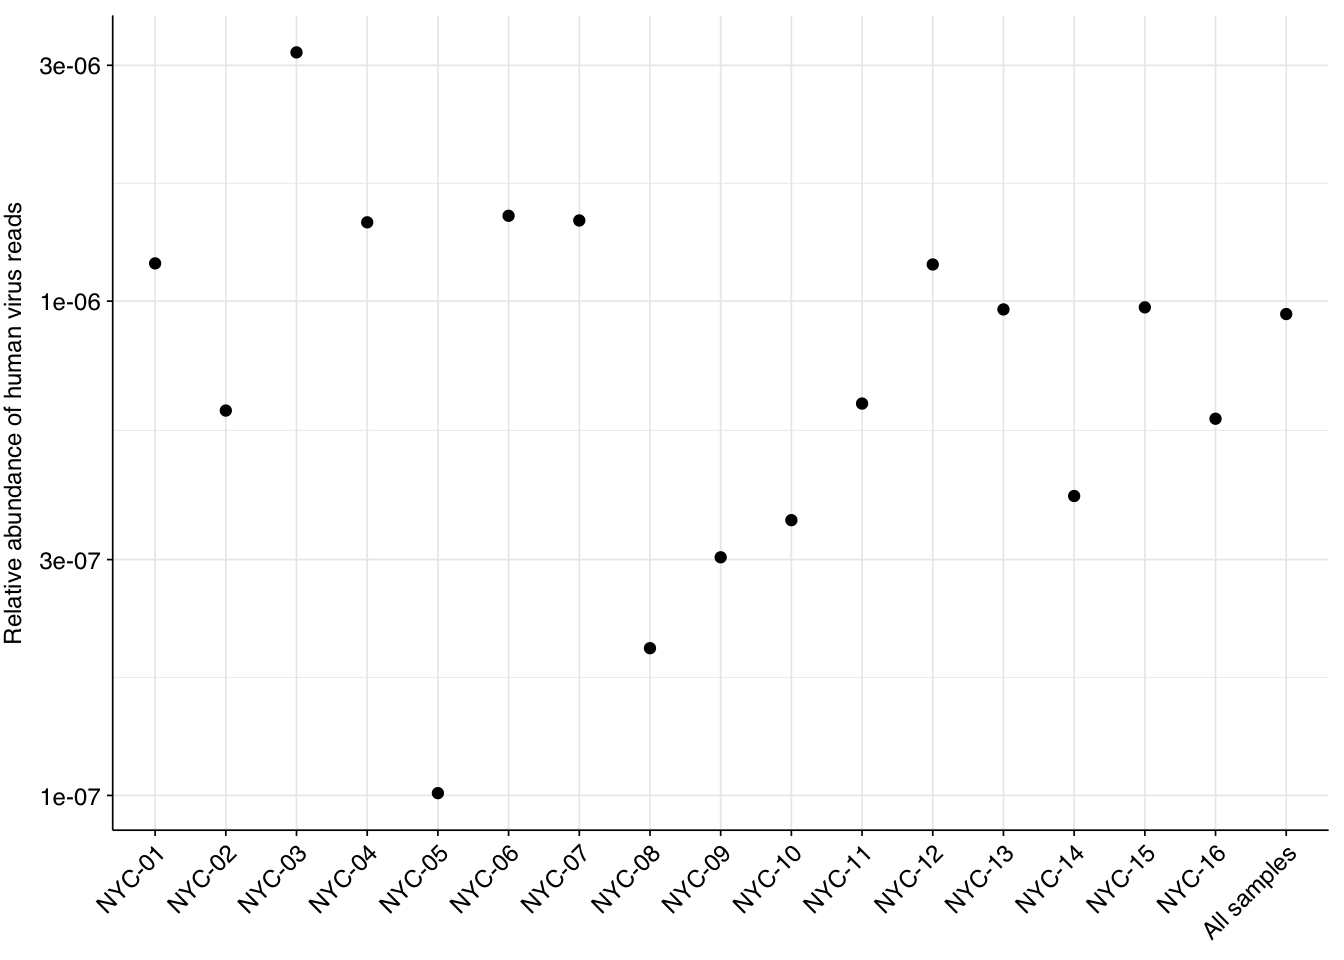 Relative abundance of human virus reads
3e-06
1e-06
3e-07
1e-07
NYC-01
NYC-02
NYC-03
NYC-04
NYC-05
NYC-06
NYC-07
NYC-08
NYC-09
NYC-10
NYC-11
NYC-12
NYC-13
NYC-14
NYC-15
NYC-16
All samples